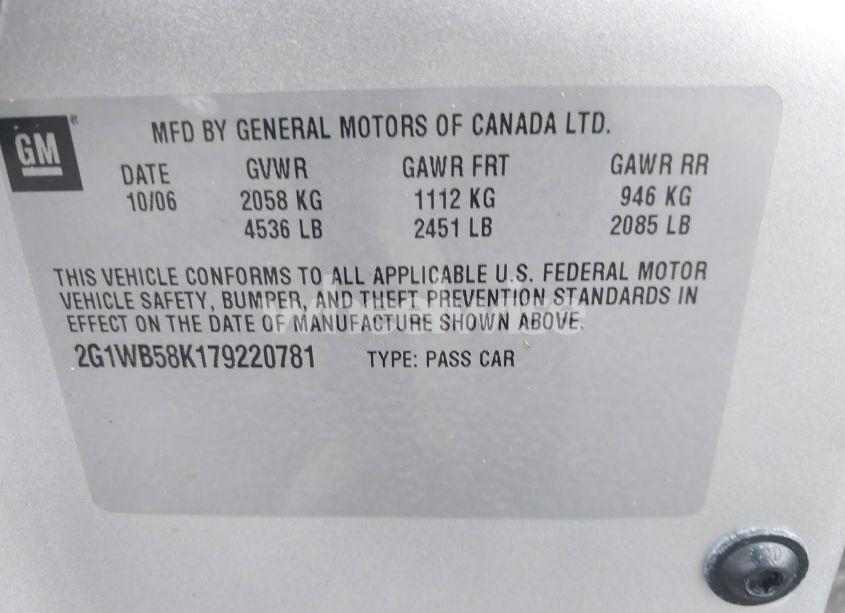 GM®
MFD BY GENERAL MOTORS OF CANADA LTD.
DATE GVWR GAWR FRT GAWR RR
10/06 2058 KG 1112 KG 946 KG
4536 LB 2451 LB 2085 LB
THIS VEHICLE CONFORMS TO ALL APPLICABLE U.S. FEDERAL MOTOR
VEHICLE SAFETY, BUMPER, AND THEFT PREVENTION STANDARDS IN
EFFECT ON THE DATE OF MANUFACTURE SHOWN ABOVE.
2G1WB58K179220781 TYPE: PASS CAR